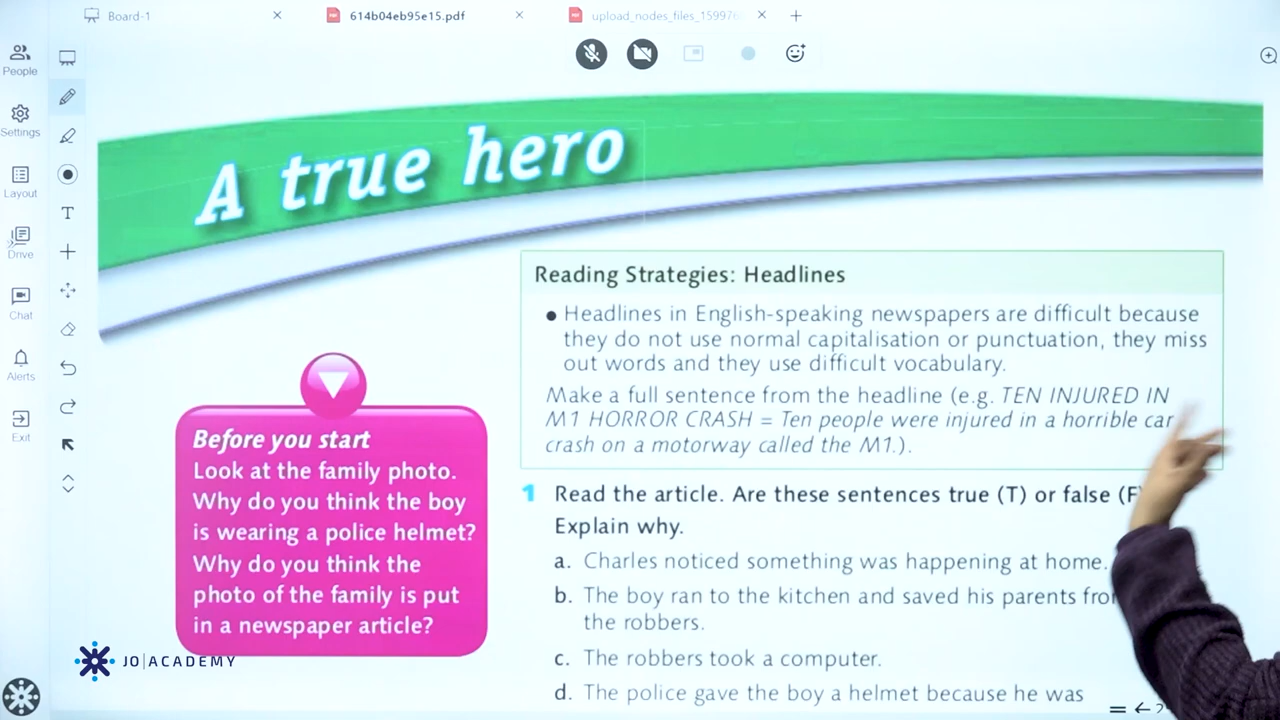 Board-1
614b04eb95e15.pdf
upload_nodes_files_15997
People
Settings
Layout
Drive
Chat
Alerts
Exit
T
A true hero
Reading Strategies: Headlines
• Headlines in English-speaking newspapers are difficult because
they do not use normal capitalisation or punctuation, they miss
out words and they use difficult vocabulary.
Make a full sentence from the headline (e.g. TEN INJURED IN
M1 HORROR CRASH = Ten people were injured in a horrible car
crash on a motorway called the M1.).
Before you start
Look at the family photo.
Why do you think the boy
is wearing a police helmet?
Why do you think the
photo of the family is put
in a newspaper article?
1 Read the article. Are these sentences true (T) or false (F
Explain why.
a. Charles noticed something was happening at home.
b. The boy ran to the kitchen and saved his parents fro
the robbers.
c. The robbers took a computer.
d. The police gave the boy a helmet because he was
JO|ACADEMY